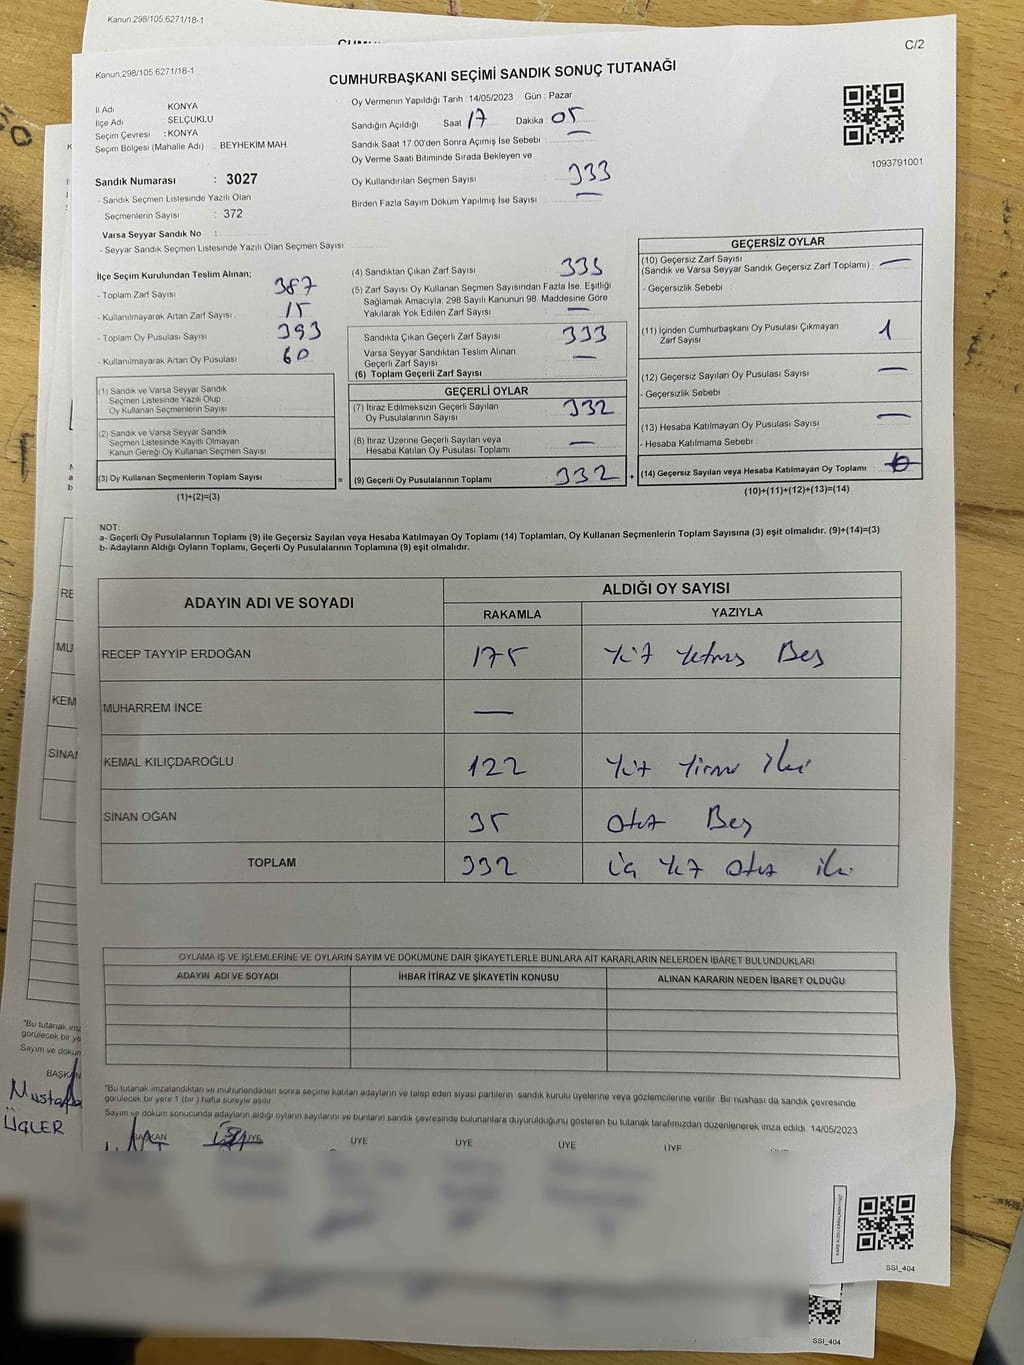 Kanun.298/105.6271/18-1
Kanun.298/105.6271/18-1
C/2
CUMHURBAŞKANI SEÇİMİ SANDIK SONUÇ TUTANAĞI
İl Adı : KONYA
İlçe Adı : SELÇUKLU
Seçim Çevresi : KONYA
Seçim Bölgesi (Mahalle Adı) : BEYHEKİM MAH
Oy Vermenin Yapıldığı Tarih : 14/05/2023 Gün : Pazar
Sandığın Açıldığı Saat 17 Dakika 05
Sandık Saat 17:00'den Sonra Açımış İse Sebebi : —
Oy Verme Saati Bitiminde Sırada Bekleyen ve
Oy Kullandırılan Seçmen Sayısı : 333
Birden Fazla Sayım Döküm Yapılmış İse Sayısı : —
1093791001
Sandık Numarası : 3027
- Sandık Seçmen Listesinde Yazılı Olan
Seçmenlerin Sayısı : 372
Varsa Seyyar Sandık No :
- Seyyar Sandık Seçmen Listesinde Yazılı Olan Seçmen Sayısı
İlçe Seçim Kurulundan Teslim Alınan;
- Toplam Zarf Sayısı 387
- Kullanılmayarak Artan Zarf Sayısı : 15
- Toplam Oy Pusulası Sayısı 393
- Kullanılmayarak Artan Oy Pusulası 60
(1) Sandık ve Varsa Seyyar Sandık
Seçmen Listesinde Yazılı Olup
Oy Kullanan Seçmenlerin Sayısı
(2) Sandık ve Varsa Seyyar Sandık
Seçmen Listesinde Kayıtlı Olmayan
Kanun Gereği Oy Kullanan Seçmen Sayısı
(3) Oy Kullanan Seçmenlerin Toplam Sayısı =
(1)+(2)=(3)
(4) Sandıktan Çıkan Zarf Sayısı 333
(5) Zarf Sayısı Oy Kullanan Seçmen Sayısından Fazla İse, Eşitliği
Sağlamak Amacıyla, 298 Sayılı Kanunun 98. Maddesine Göre
Yakılarak Yok Edilen Zarf Sayısı —
Sandıkta Çıkan Geçerli Zarf Sayısı 333
Varsa Seyyar Sandıktan Teslim Alınan
Geçerli Zarf Sayısı —
(6) Toplam Geçerli Zarf Sayısı
GEÇERLİ OYLAR
(7) İtiraz Edilmeksizin Geçerli Sayılan
Oy Pusulalarının Sayısı 332
(8) İtiraz Üzerine Geçerli Sayılan veya
Hesaba Katılan Oy Pusulaları Toplamı —
(9) Geçerli Oy Pusulalarının Toplamı 332 +
GEÇERSİZ OYLAR
(10) Geçersiz Zarf Sayısı
(Sandık ve Varsa Seyyar Sandık Geçersiz Zarf Toplamı) : —
- Geçersizlik Sebebi :
(11) İçinden Cumhurbaşkanı Oy Pusulası Çıkmayan
Zarf Sayısı 1
(12) Geçersiz Sayılan Oy Pusulası Sayısı —
- Geçersizlik Sebebi
(13) Hesaba Katılmayan Oy Pusulası Sayısı —
- Hesaba Katılmama Sebebi
(14) Geçersiz Sayılan veya Hesaba Katılmayan Oy Toplamı
(10)+(11)+(12)+(13)=(14)
NOT:
a- Geçerli Oy Pusulalarının Toplamı (9) ile Geçersiz Sayılan veya Hesaba Katılmayan Oy Toplamı (14) Toplamları, Oy Kullanan Seçmenlerin Toplam Sayısına (3) eşit olmalıdır. (9)+(14)=(3)
b- Adayların Aldığı Oyların Toplamı, Geçerli Oy Pusulalarının Toplamına (9) eşit olmalıdır.
ADAYIN ADI VE SOYADI
ALDIĞI OY SAYISI
RAKAMLA YAZIYLA
RECEP TAYYİP ERDOĞAN 175 Yüz Yetmiş Beş
MUHARREM İNCE —
KEMAL KILIÇDAROĞLU 122 Yüz Yirmi İki
SİNAN OĞAN 35 Otuz Beş
TOPLAM 332 Üç Yüz Otuz iki
OYLAMA İŞ VE İŞLEMLERİNE VE OYLARIN SAYIM VE DÖKÜMÜNE DAİR ŞİKAYETLERLE BUNLARA AİT KARARLARIN NELERDEN İBARET BULUNDUKLARI
ADAYIN ADI VE SOYADI İHBAR İTİRAZ VE ŞİKAYETİN KONUSU ALINAN KARARIN NEDEN İBARET OLDUĞU
*Bu tutanak imzalandıktan ve mühürlendikten sonra seçime katılan adayların ve talep eden siyasi partilerin sandık kurulu üyelerine veya gözlemcilerine verilir. Bir nüshası da sandık çevresinde
görülecek bir yere 1 (bir) hafta süreyle asılır.
Sayım ve döküm sonucunda adayların aldığı oyların sayılarını ve bunların sandık çevresinde bulunanlara duyurulduğunu gösteren bu tutanak tarafımızdan düzenlenerek imza edildi. 14/05/2023
BAŞKAN ÜYE ÜYE ÜYE ÜYE ÜYE
RE
MU
KEM
SINA
*Bu tutanak imz
görülecek bir ye
Sayım ve dökün
BAŞKAN
Mustafa
ÜGLER
SSI_404
SSI_404